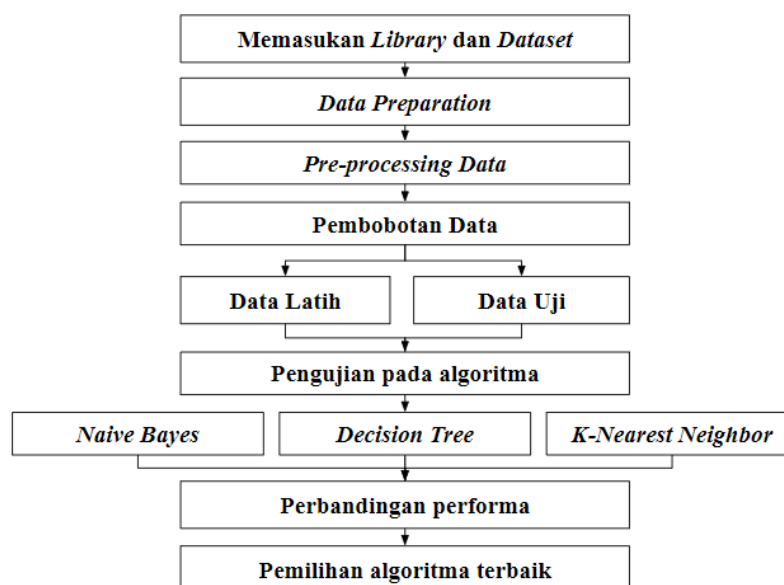 Memasukan Library dan Dataset
Data Preparation
Pre-processing Data
Pembobotan Data
Data Latih
Data Uji
Pengujian pada algoritma
Naive Bayes
Decision Tree
K-Nearest Neighbor
Perbandingan performa
Pemilihan algoritma terbaik